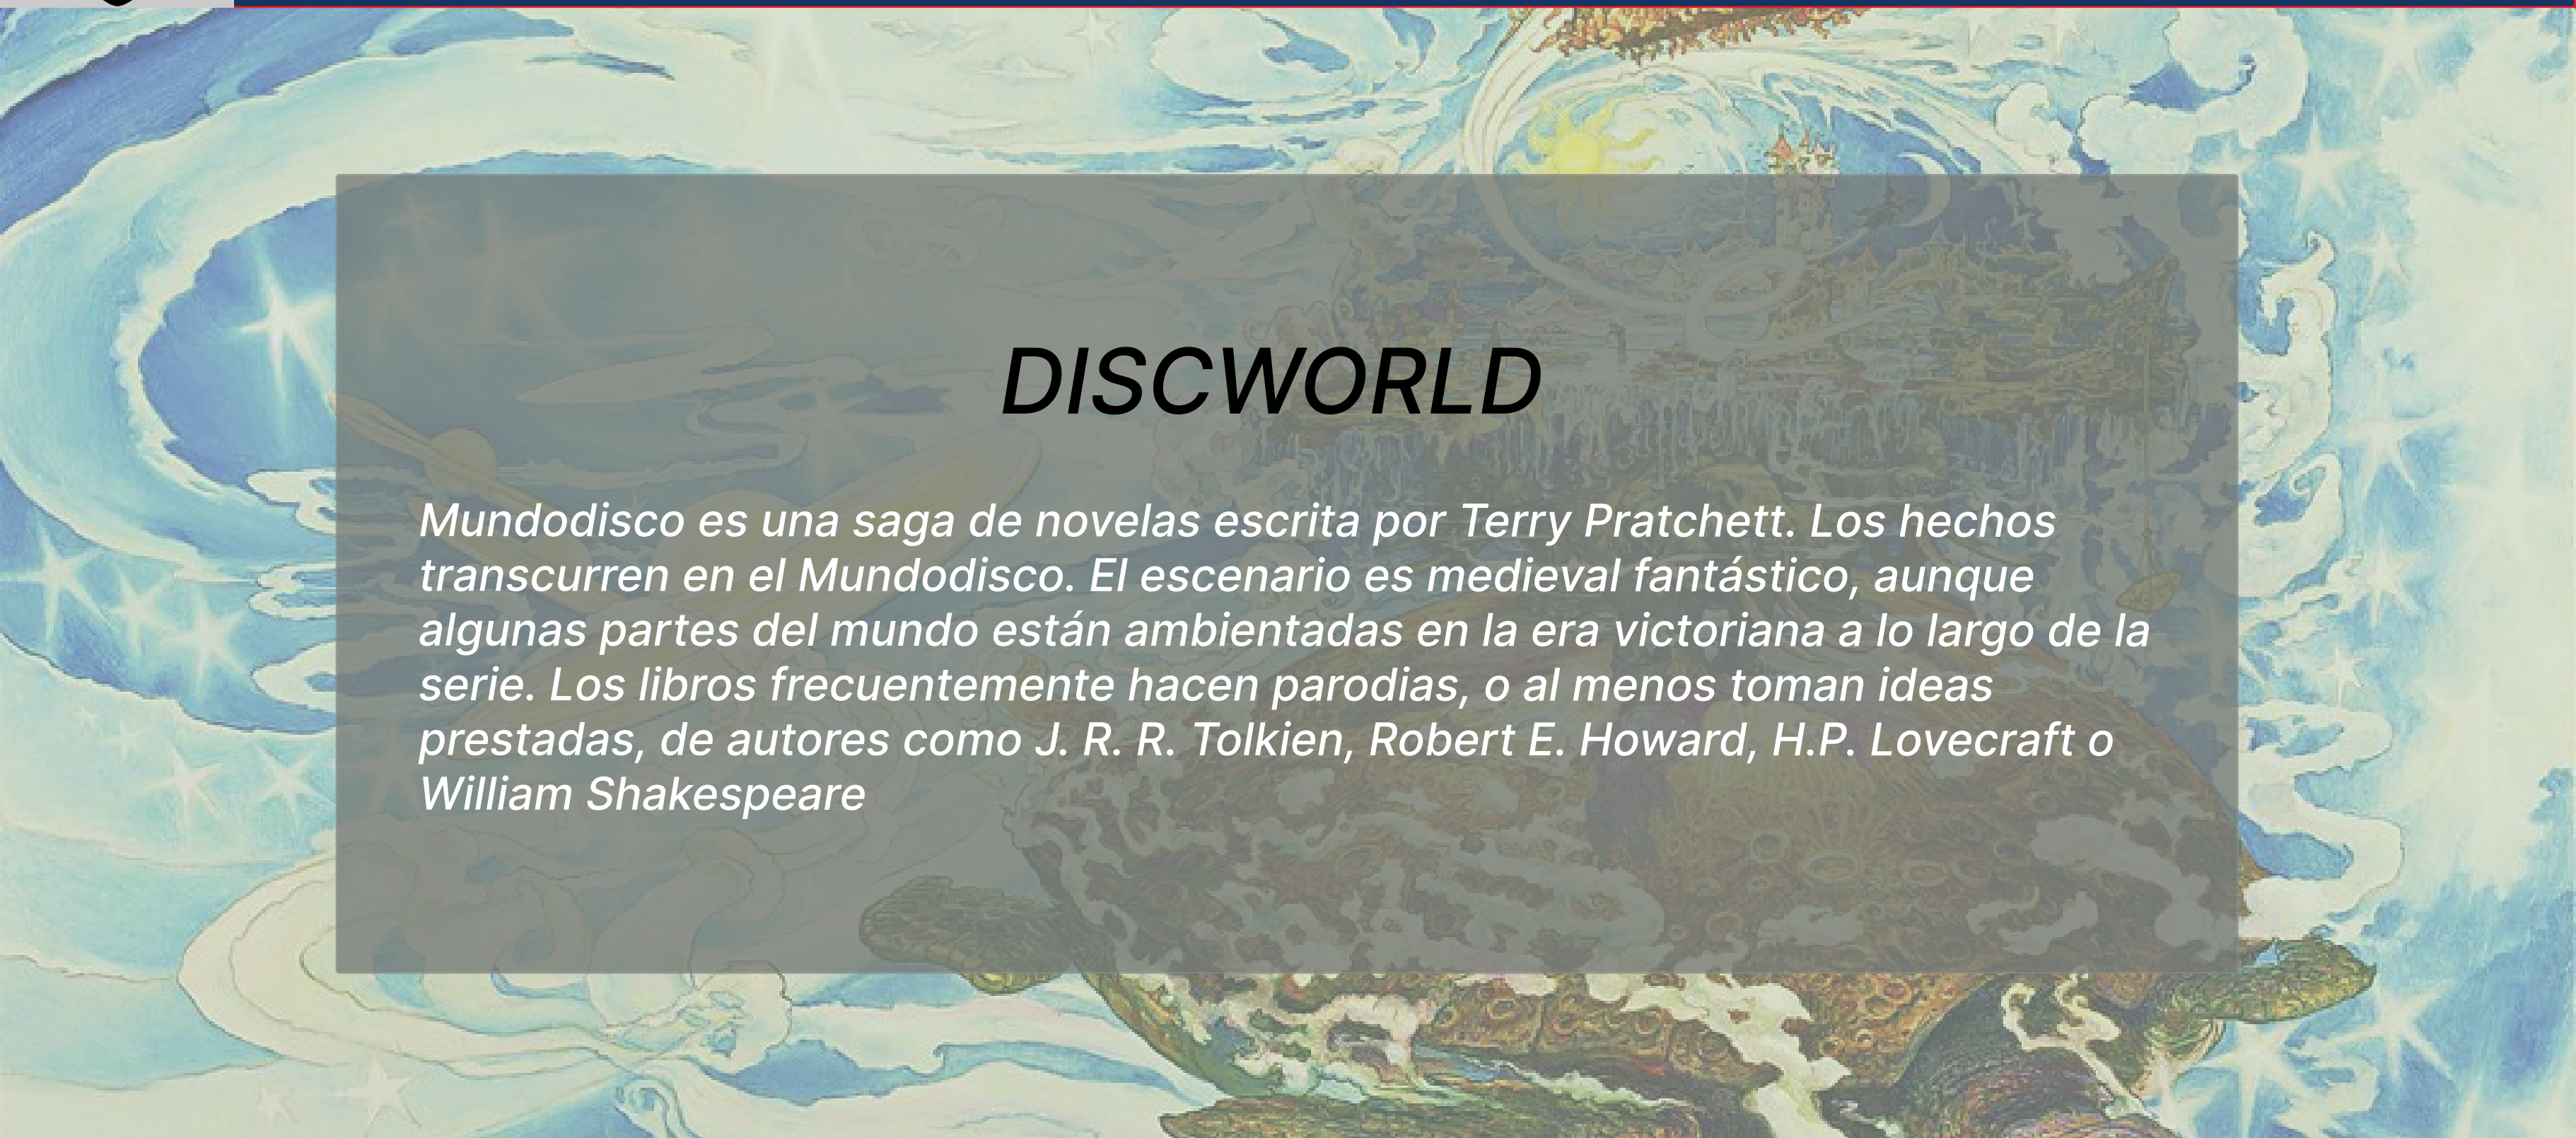 DISCWORLD
Mundodisco es una saga de novelas escrita por Terry Pratchett. Los hechos
transcurren en el Mundodisco. El escenario es medieval fantástico, aunque
algunas partes del mundo están ambientadas en la era victoriana a lo largo de la
serie. Los libros frecuentemente hacen parodias, o al menos toman ideas
prestadas, de autores como J. R. R. Tolkien, Robert E. Howard, H.P. Lovecraft o
William Shakespeare